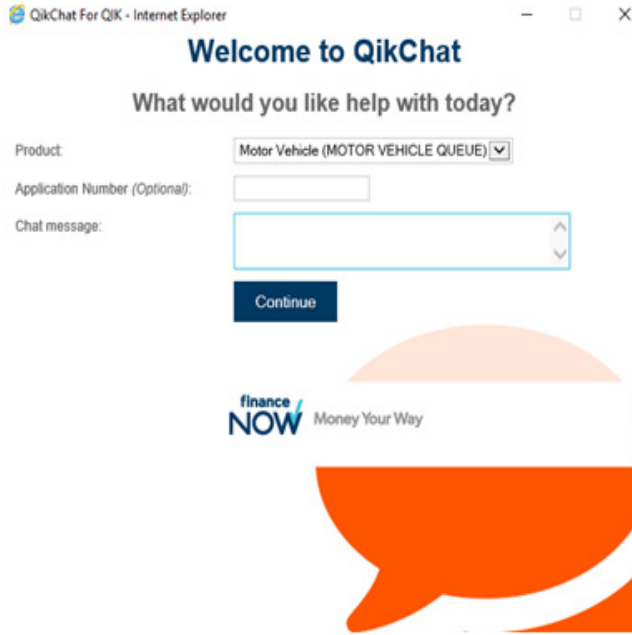 QikChat For QIK - Internet Explorer
Welcome to QikChat
What would you like help with today?
Product: Motor Vehicle (MOTOR VEHICLE QUEUE)
Application Number (Optional):
Chat message:
Continue
finance
NOW Money Your Way